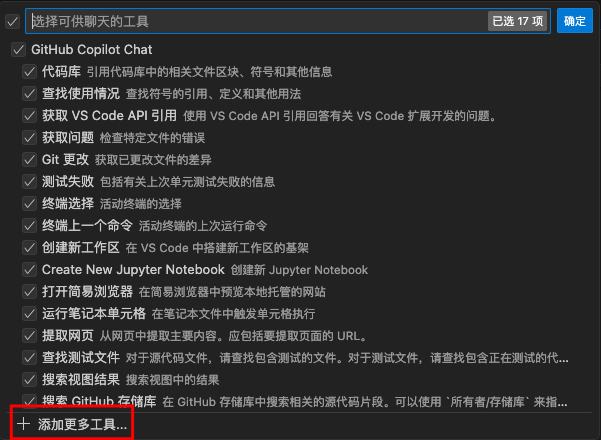 选择可供聊天的工具 已选 17 项 确定
GitHub Copilot Chat
代码库 引用代码库中的相关文件区块、符号和其他信息
查找使用情况 查找符号的引用、定义和其他用法
获取 VS Code API 引用 使用 VS Code API 引用回答有关 VS Code 扩展开发的问题。
获取问题 检查特定文件的错误
Git 更改 获取已更改文件的差异
测试失败 包括有关上次单元测试失败的信息
终端选择 活动终端的选择
终端上一个命令 活动终端的上次运行命令
创建新工作区 在 VS Code 中搭建新工作区的基架
Create New Jupyter Notebook 创建新 Jupyter Notebook
打开简易浏览器 在简易浏览器中预览本地托管的网站
运行笔记本单元格 在笔记本文件中触发单元格执行
提取网页 从网页中提取主要内容。应包括要提取页面的 URL。
查找测试文件 对于源代码文件，请查找包含测试的文件。对于测试文件，请查找包含正在测试的代...
搜索视图结果 搜索视图中的结果
搜索 GitHub 存储库 在 GitHub 存储库中搜索相关的源代码片段。可以使用 `所有者/存储库` 来指...
添加更多工具...